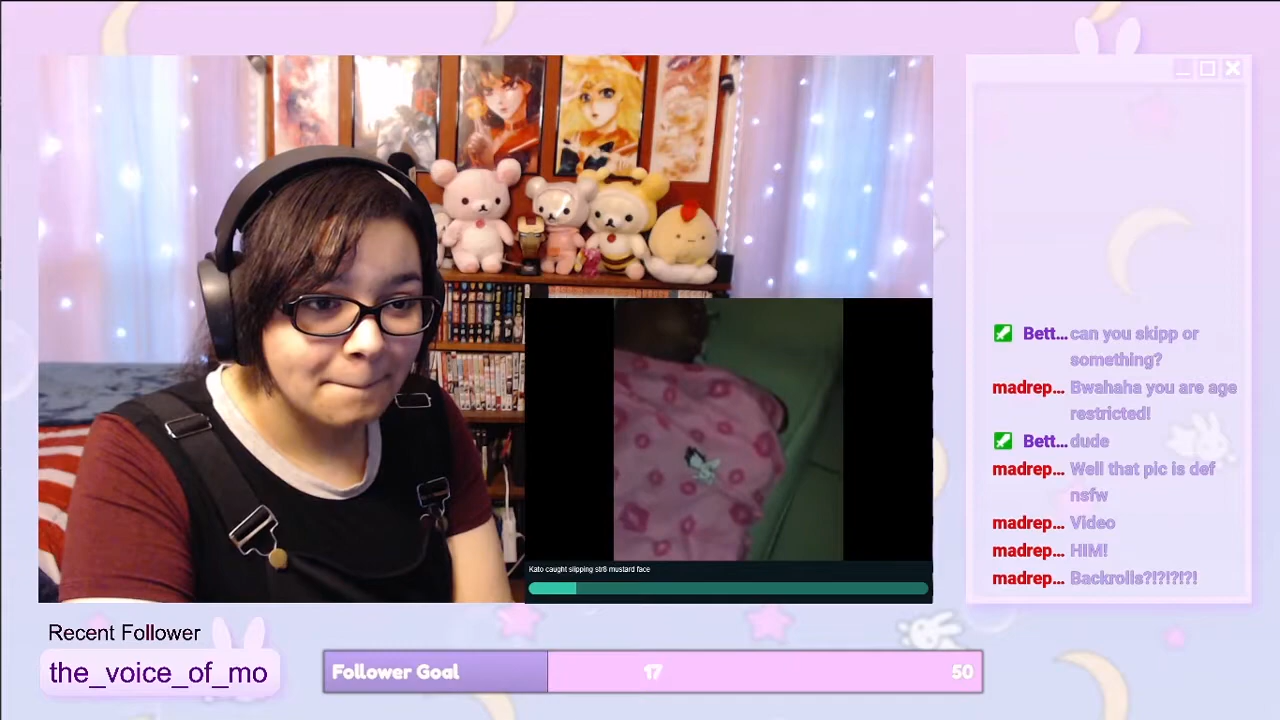 Bett... can you skipp or
something?
madrep... Bwahaha you are age
restricted!
Bett... dude
madrep... Well that pic is def
nsfw
madrep... Video
madrep... HIM!
madrep... Backrolls?!?!?!?!
Kato caught slipping str8 mustard face
Recent Follower
the_voice_of_mo
Follower Goal 17 50